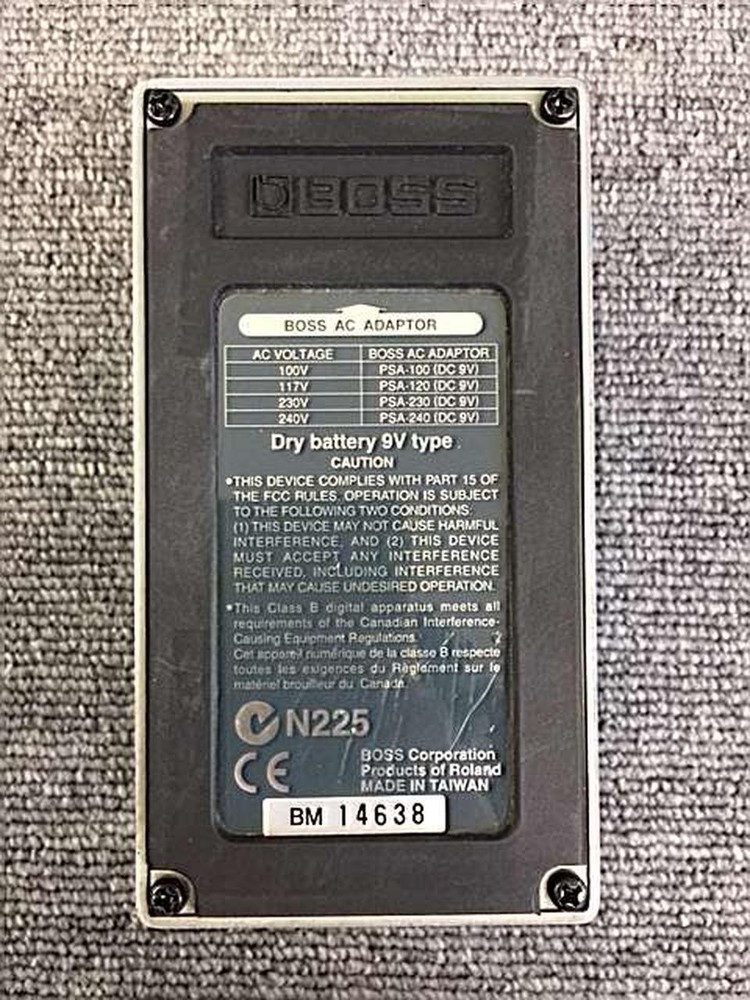 BOSS
BOSS AC ADAPTOR
AC VOLTAGE BOSS AC ADAPTOR
100V PSA-100 (DC 9V)
117V PSA-120 (DC 9V)
230V PSA-230 (DC 9V)
240V PSA-240 (DC 9V)
Dry battery 9V type
CAUTION
•THIS DEVICE COMPLIES WITH PART 15 OF
THE FCC RULES. OPERATION IS SUBJECT
TO THE FOLLOWING TWO CONDITIONS:
(1) THIS DEVICE MAY NOT CAUSE HARMFUL
INTERFERENCE, AND (2) THIS DEVICE
MUST ACCEPT ANY INTERFERENCE
RECEIVED, INCLUDING INTERFERENCE
THAT MAY CAUSE UNDESIRED OPERATION.
•This Class B digital apparatus meets all
requirements of the Canadian Interference-
Causing Equipment Regulations.
Cet appareil numérique de la classe B respecte
toutes les exigences du Règlement sur le
matériel brouilleur du Canada.
N225
CE
BOSS Corporation
Products of Roland
MADE IN TAIWAN
BM 14638